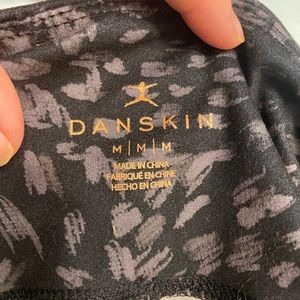 DANSKIN
M | M | M
MADE IN CHINA
FABRIQUÉ EN CHINE
HECHO EN CHINA